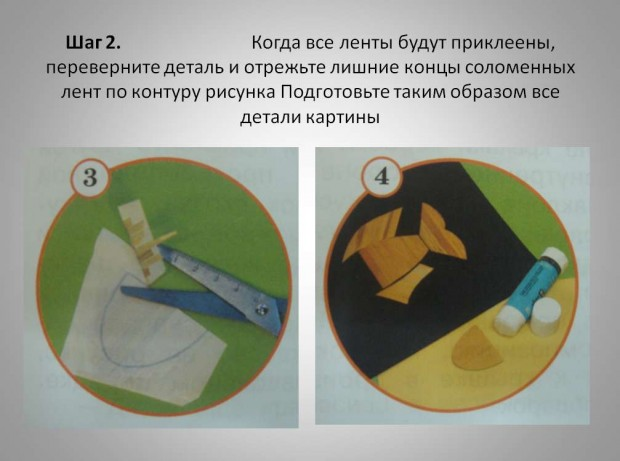 Шаг 2. Когда все ленты будут приклеены,
переверните деталь и отрежьте лишние концы соломенных
лент по контуру рисунка Подготовьте таким образом все
детали картины
3
4